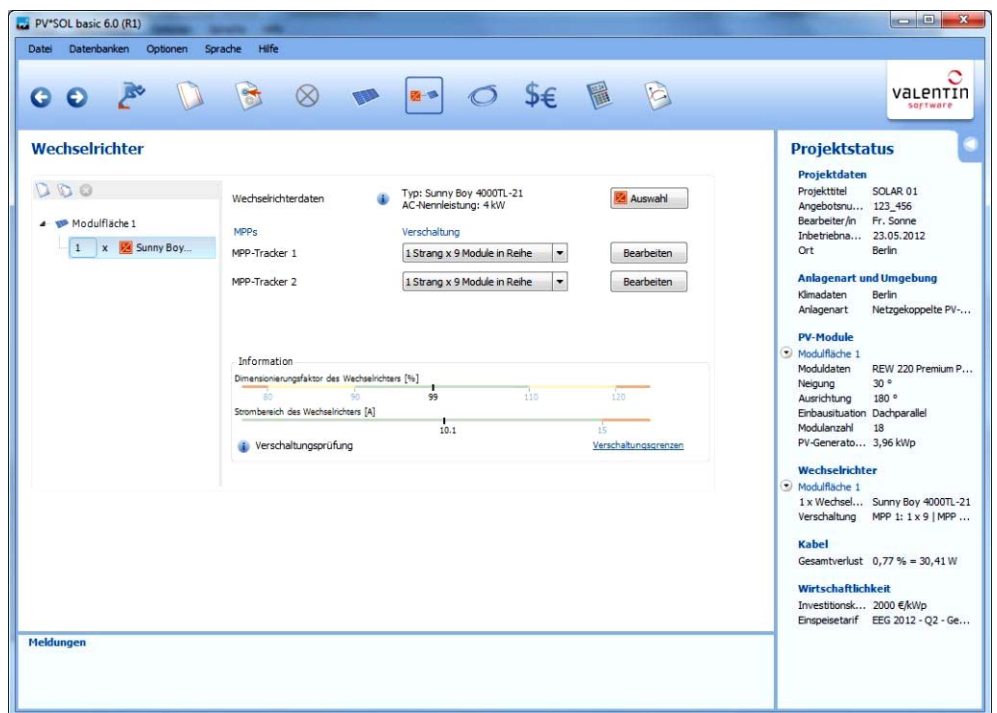 PV*SOL basic 6.0 (R1)
Datei Datenbanken Optionen Sprache Hilfe
$€
valentin
software
Wechselrichter
Modulfläche 1
1 x Sunny Boy...
Wechselrichterdaten
Typ: Sunny Boy 4000TL-21
AC-Nennleistung: 4 kW
Auswahl
MPPs Verschaltung
MPP-Tracker 1 1 Strang x 9 Module in Reihe Bearbeiten
MPP-Tracker 2 1 Strang x 9 Module in Reihe Bearbeiten
Information
Dimensionierungsfaktor des Wechselrichters [%]
80 90 99 110 120
Strombereich des Wechselrichters [A]
10.1 15
Verschaltungsprüfung Verschaltungsgrenzen
Projektstatus
Projektdaten
Projekttitel SOLAR 01
Angebotsnu... 123_456
Bearbeiter/in Fr. Sonne
Inbetriebna... 23.05.2012
Ort Berlin
Anlagenart und Umgebung
Klimadaten Berlin
Anlagenart Netzgekoppelte PV-...
PV-Module
Modulfläche 1
Moduldaten REW 220 Premium P...
Neigung 30 °
Ausrichtung 180 °
Einbausituation Dachparallel
Modulanzahl 18
PV-Generato... 3,96 kWp
Wechselrichter
Modulfläche 1
1 x Wechsel... Sunny Boy 4000TL-21
Verschaltung MPP 1: 1 x 9 | MPP ...
Kabel
Gesamtverlust 0,77 % = 30,41 W
Wirtschaftlichkeit
Investitionsk... 2000 €/kWp
Einspeisetarif EEG 2012 - Q2 - Ge...
Meldungen